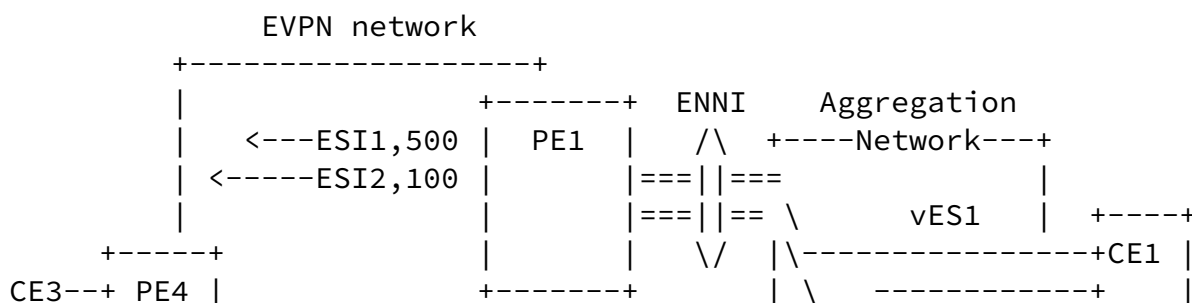 EVPN network
           +-------------------+
           |                +-------+  ENNI    Aggregation
           |   <---ESI1,500 |  PE1  |   /\  +----Network---+
           | <-----ESI2,100 |       |===||===              |
           |                |       |===||== \      vES1   |  +----+
       +-----+              |       |   \/  |\----------------+CE1 |
 CE3--+ PE4 |              +-------+        | \   ------------+    |